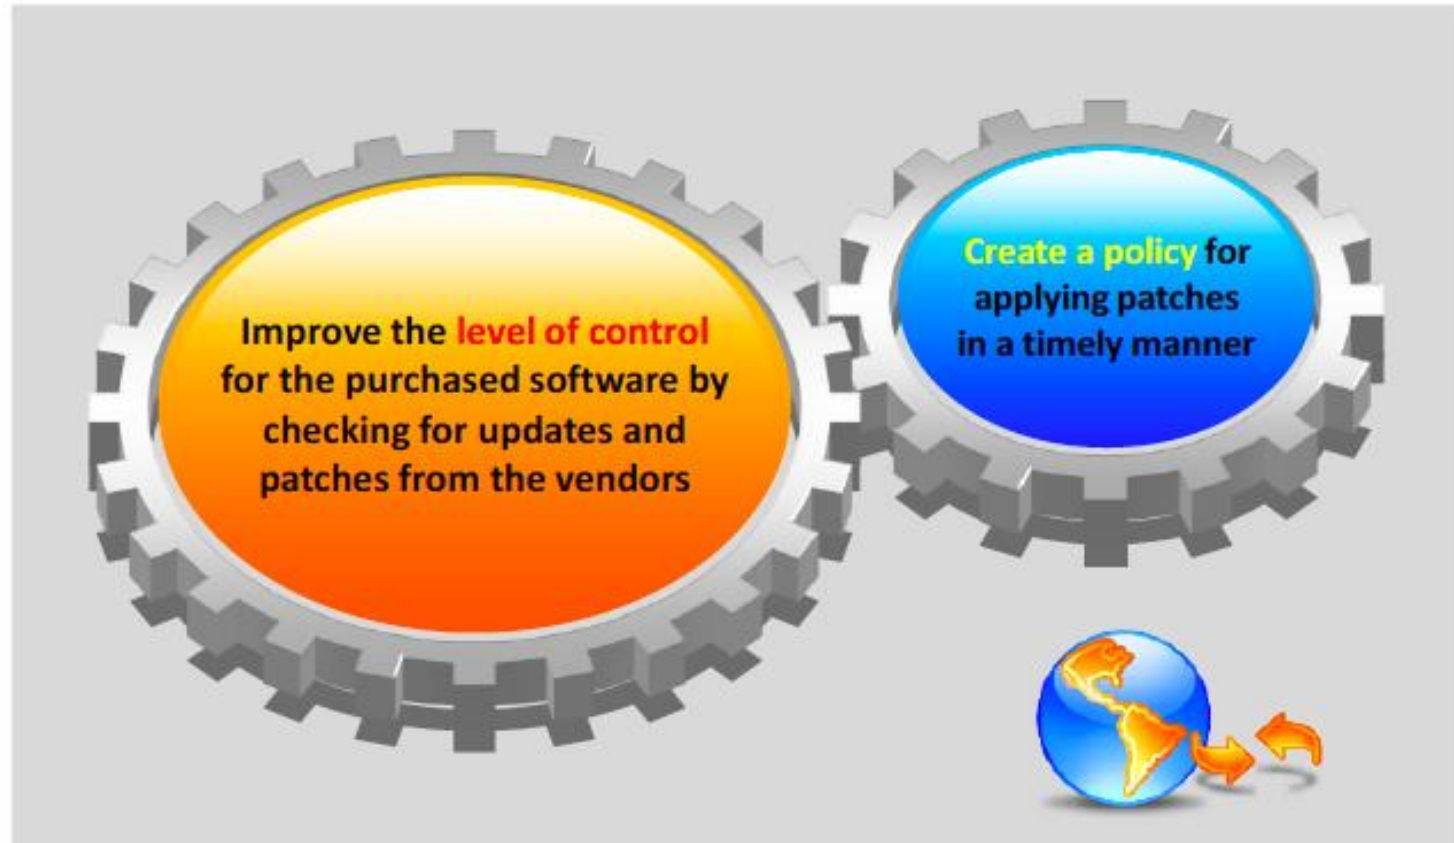 Improve the level of control
for the purchased software by
checking for updates and
patches from the vendors
Create a policy for
applying patches
in a timely manner